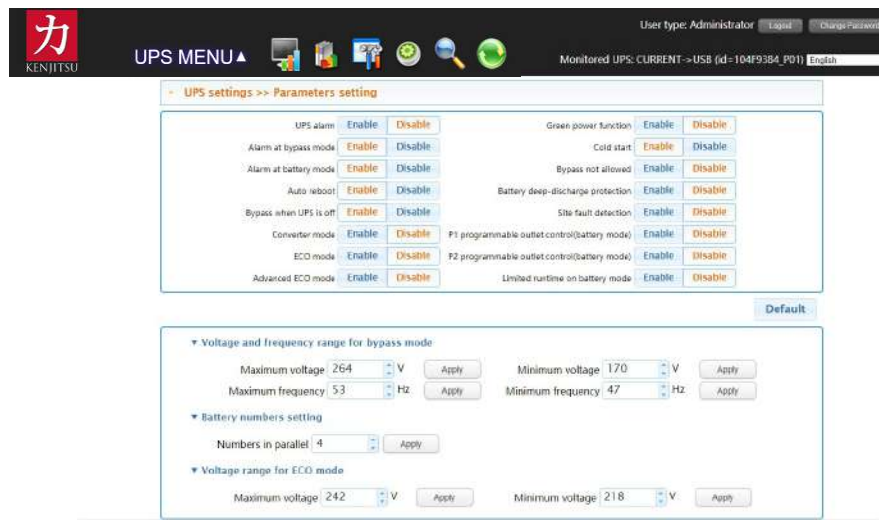 力
KENJITSU
User type: Administrator Logout Change Password
UPS MENU▲
Monitored UPS: CURRENT->USB (id=104F9384_P01) English
- UPS settings >> Parameters setting
UPS alarm Enable Disable Green power function Enable Disable
Alarm at bypass mode Enable Disable Cold start Enable Disable
Alarm at battery mode Enable Disable Bypass not allowed Enable Disable
Auto reboot Enable Disable Battery deep-discharge protection Enable Disable
Bypass when UPS is off Enable Disable Site fault detection Enable Disable
Converter mode Enable Disable P1 programmable outlet control(battery mode) Enable Disable
ECO mode Enable Disable P2 programmable outlet control(battery mode) Enable Disable
Advanced ECO mode Enable Disable Limited runtime on battery mode Enable Disable
Default
▼ Voltage and frequency range for bypass mode
Maximum voltage 264 V Apply Minimum voltage 170 V Apply
Maximum frequency 53 Hz Apply Minimum frequency 47 Hz Apply
▼ Battery numbers setting
Numbers in parallel 4 Apply
▼ Voltage range for ECO mode
Maximum voltage 242 V Apply Minimum voltage 218 V Apply